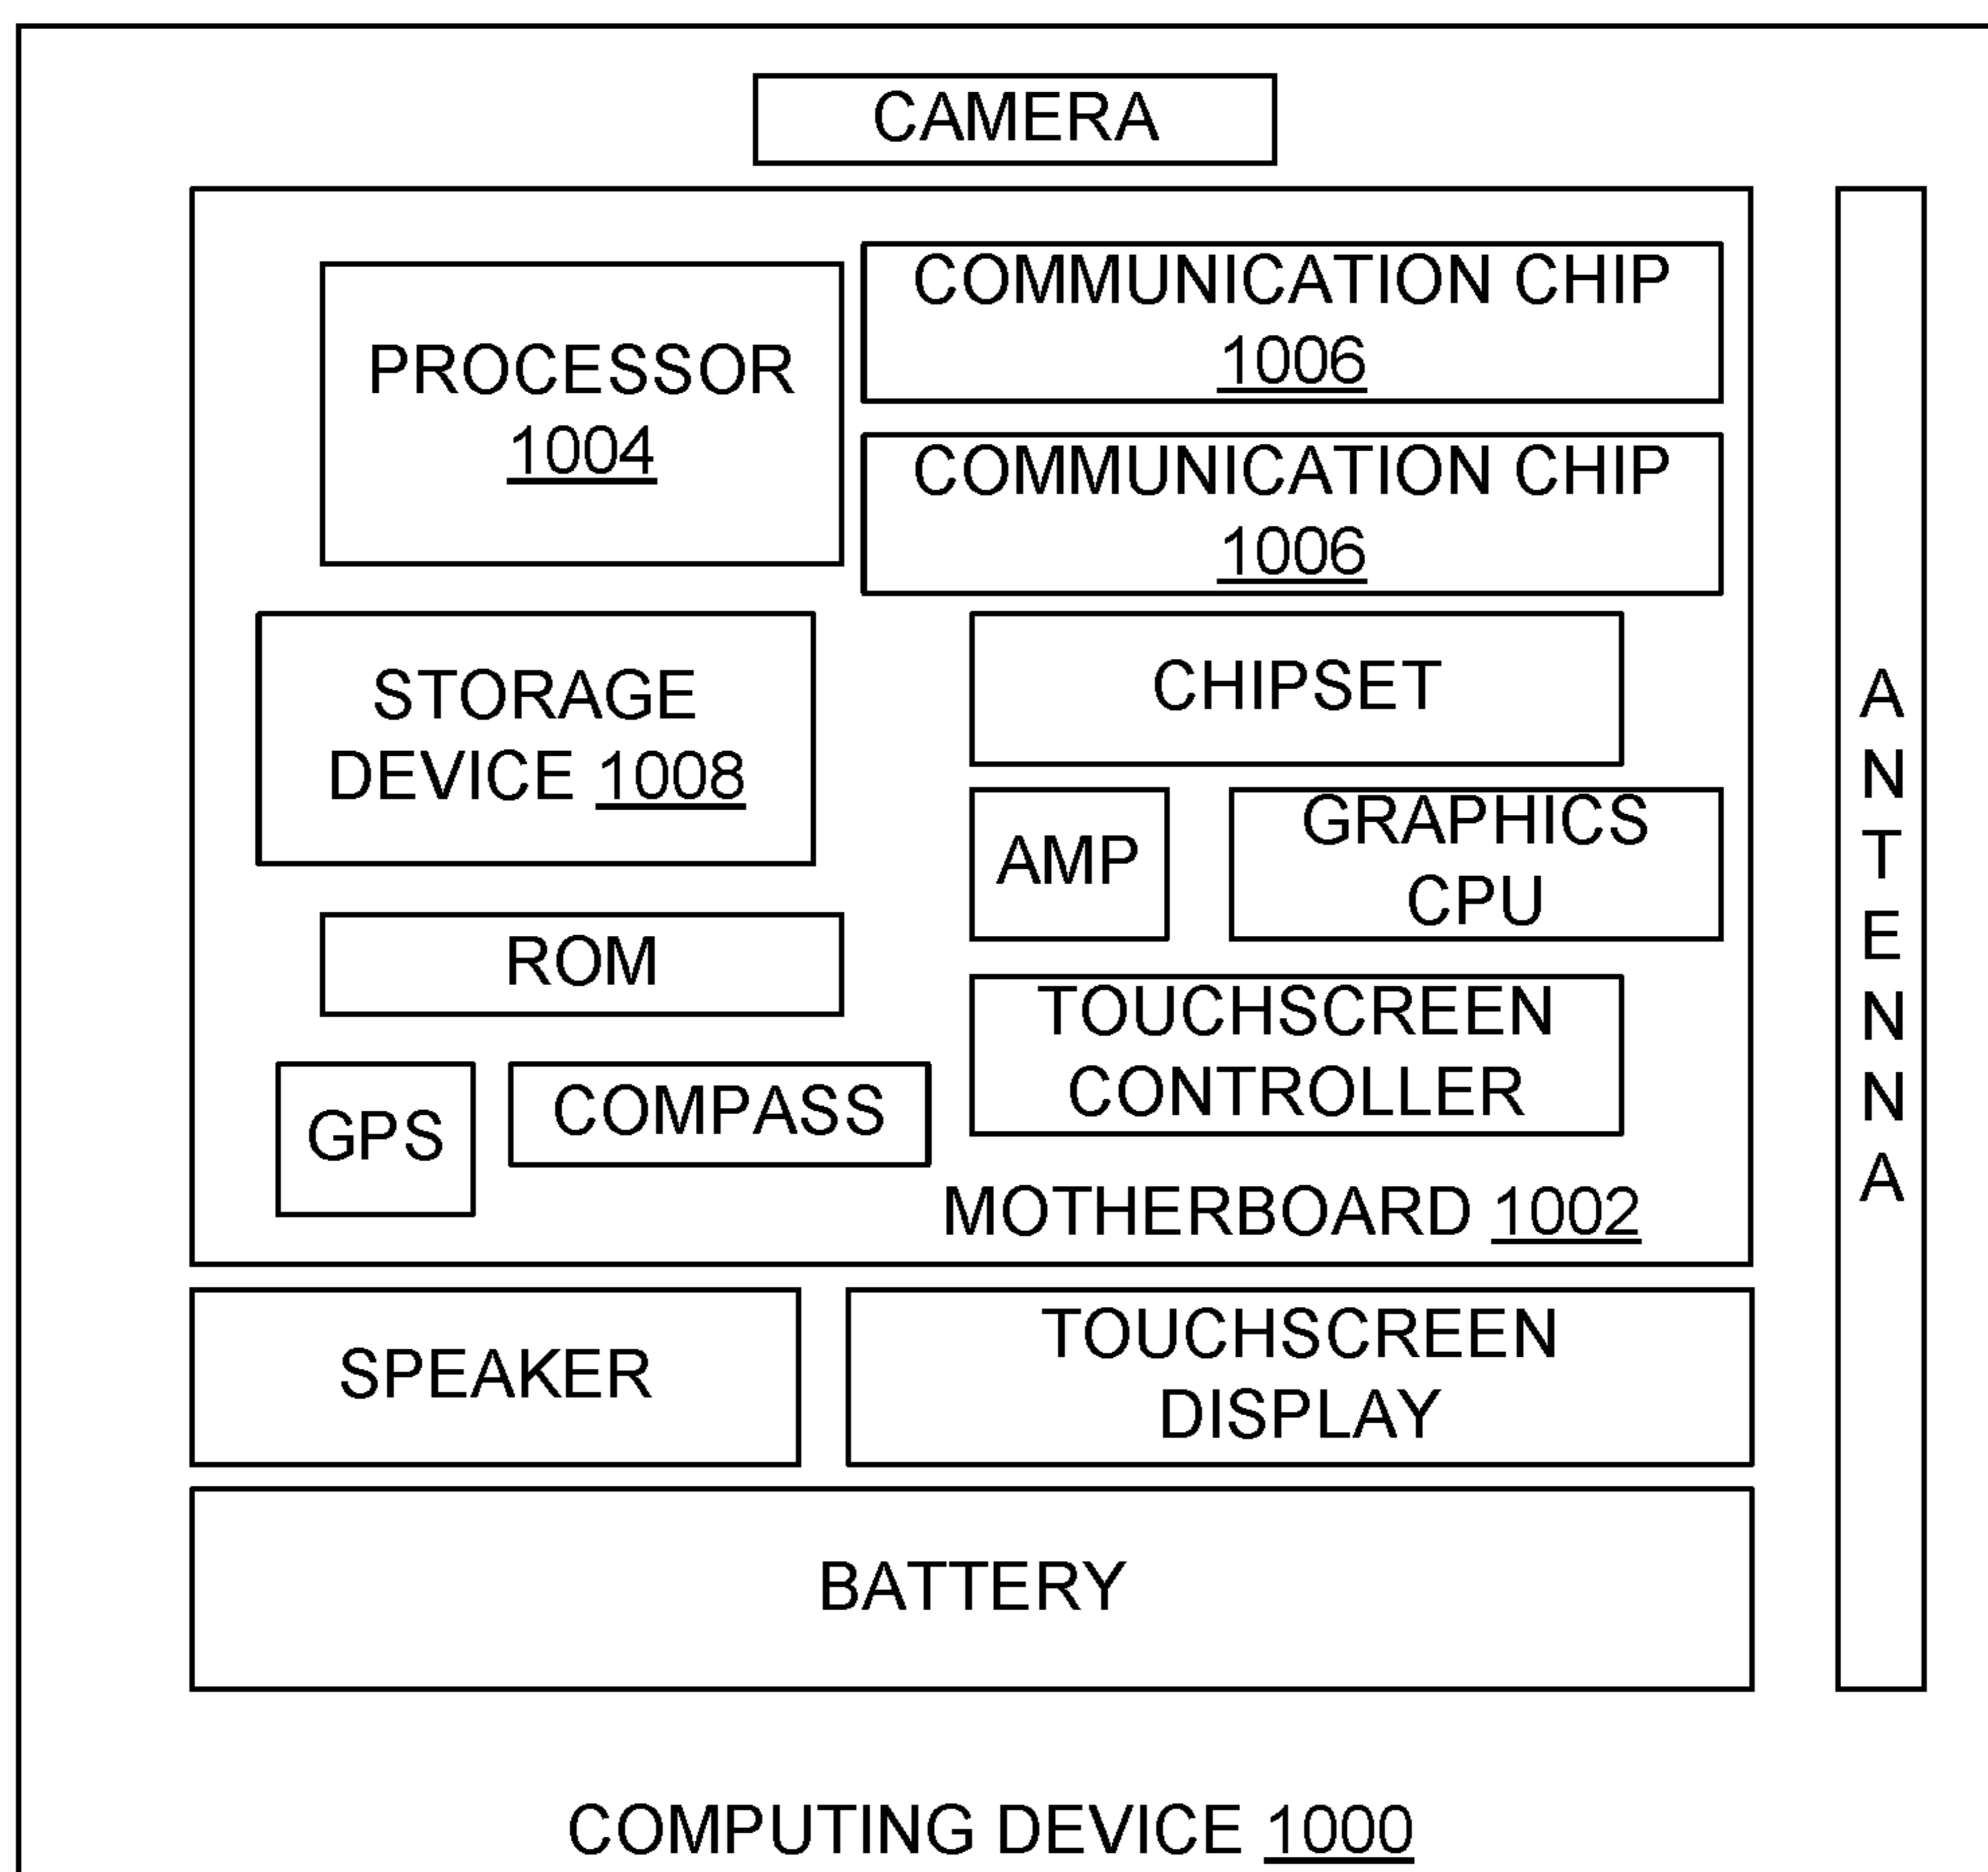 CAMERA
PROCESSOR
1004
COMMUNICATION CHIP
1006
COMMUNICATION CHIP
1006
STORAGE
DEVICE 1008
CHIPSET
AMP
GRAPHICS
CPU
ROM
TOUCHSCREEN
CONTROLLER
GPS
COMPASS
MOTHERBOARD 1002
SPEAKER
TOUCHSCREEN
DISPLAY
BATTERY
ANTENNA
COMPUTING DEVICE 1000